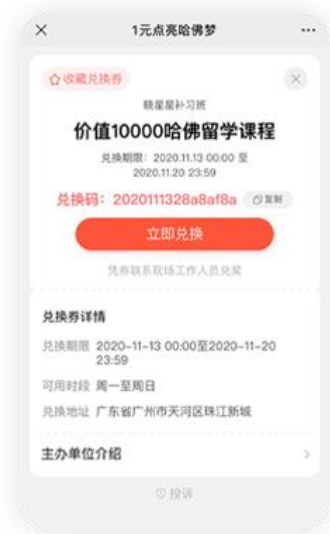 1元点亮哈佛梦
收藏兑换券
晓星星补习班
价值10000哈佛留学课程
兑换期限：2020.11.13 00:00 至
2020.11.20 23:59
兑换码：2020111328a8af8a 复制
立即兑换
凭券联系现场工作人员兑奖
兑换券详情
兑换期限 2020-11-13 00:00至2020-11-20
23:59
可用时段 周一至周日
兑换地址 广东省广州市天河区珠江新城
主办单位介绍
投诉